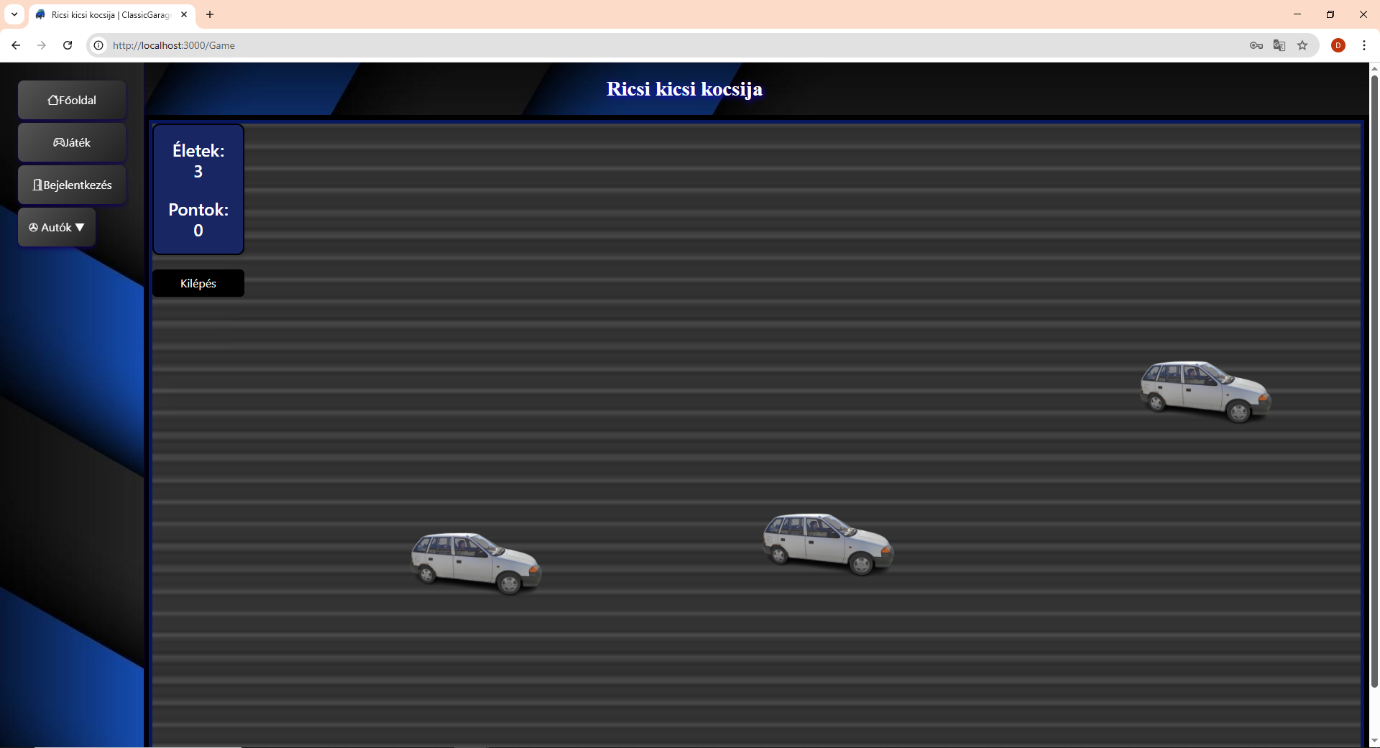 Ricsi kicsi kocsija | ClassicGarag
http://localhost:3000/Game
D
Főoldal
Játék
Bejelentkezés
Autók ▼
Ricsi kicsi kocsija
Életek:
3
Pontok:
0
Kilépés